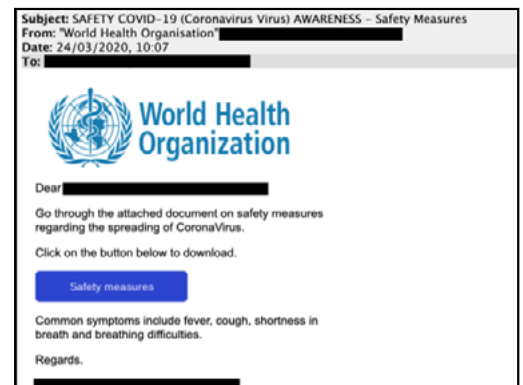 Subject: SAFETY COVID-19 (Coronavirus Virus) AWARENESS – Safety Measures
From: "World Health Organisation"
Date: 24/03/2020, 10:07
To:
World Health
Organization
Dear
Go through the attached document on safety measures
regarding the spreading of CoronaVirus.
Click on the button below to download.
Safety measures
Common symptoms include fever, cough, shortness in
breath and breathing difficulties.
Regards.